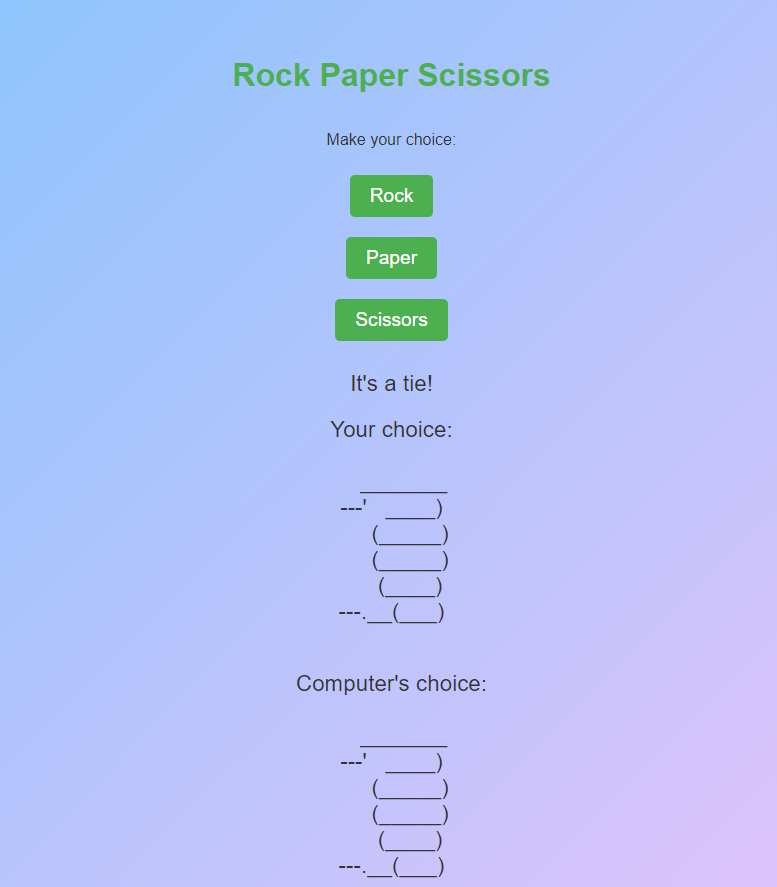 Rock Paper Scissors
Make your choice:
Rock
Paper
Scissors
It's a tie!
Your choice:
_______
---'   ____)
(_____)
(_____)
(____)
---.__(___)
Computer's choice:
_______
---'   ____)
(_____)
(_____)
(____)
---.__(___)